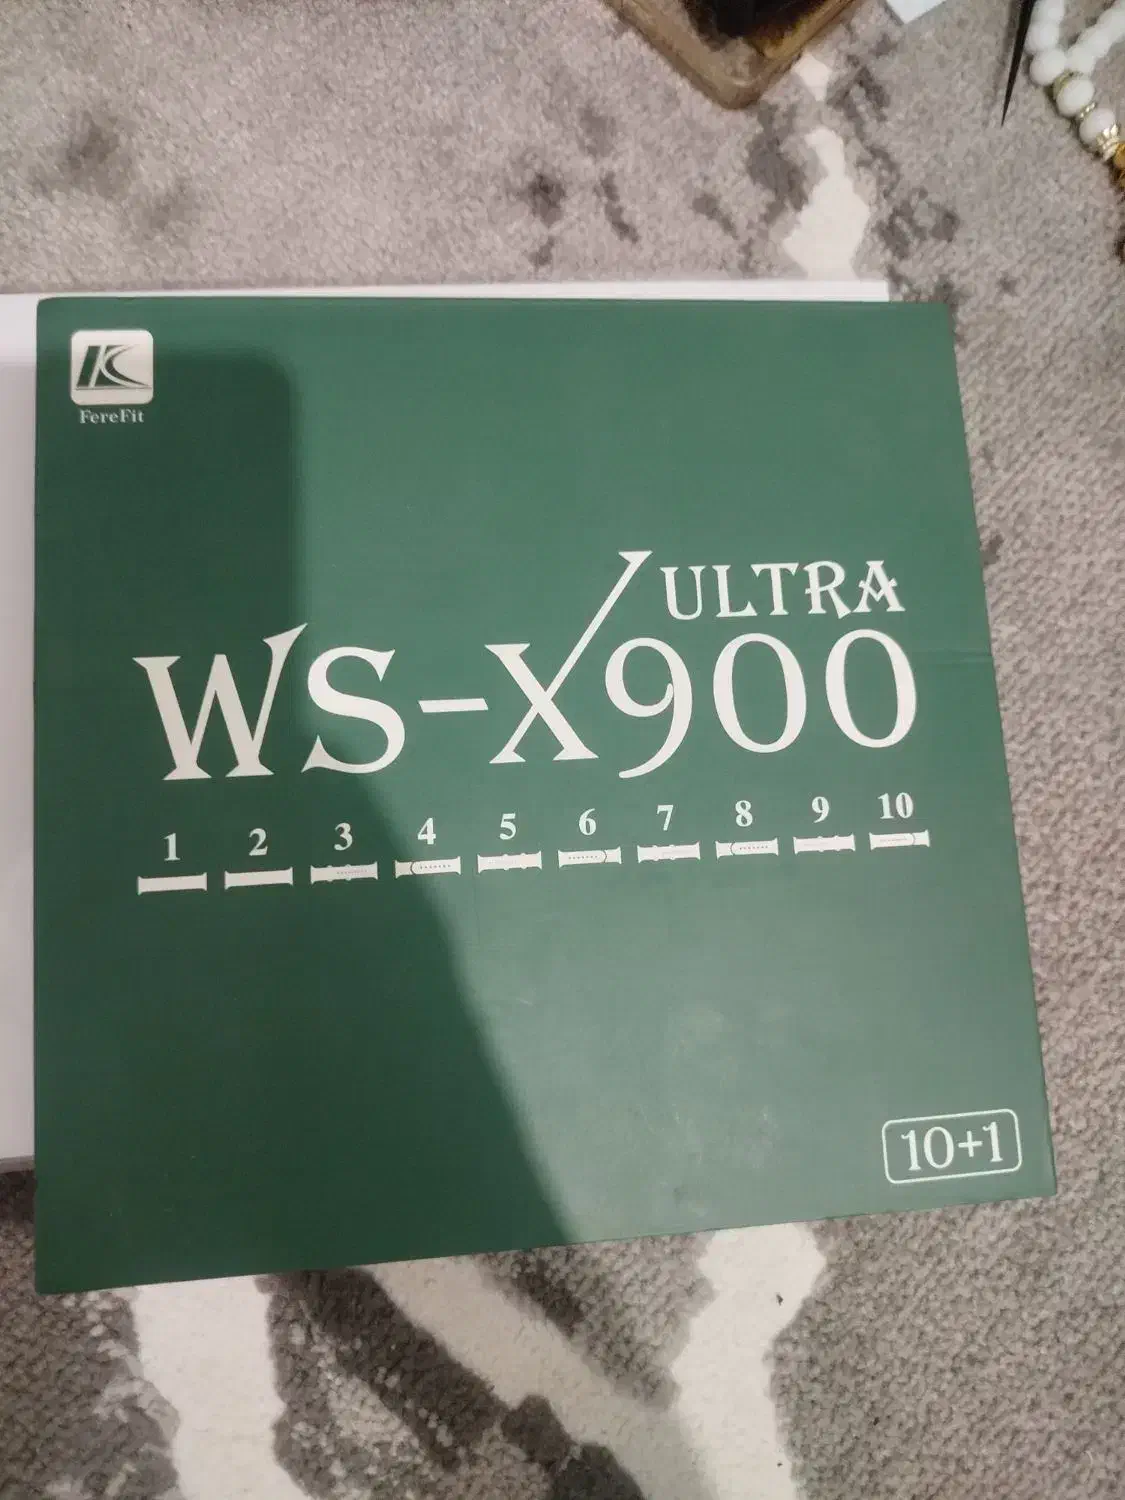 FereFit
ULTRA
WS-X900
1 2 3 4 5 6 7 8 9 10
10+1